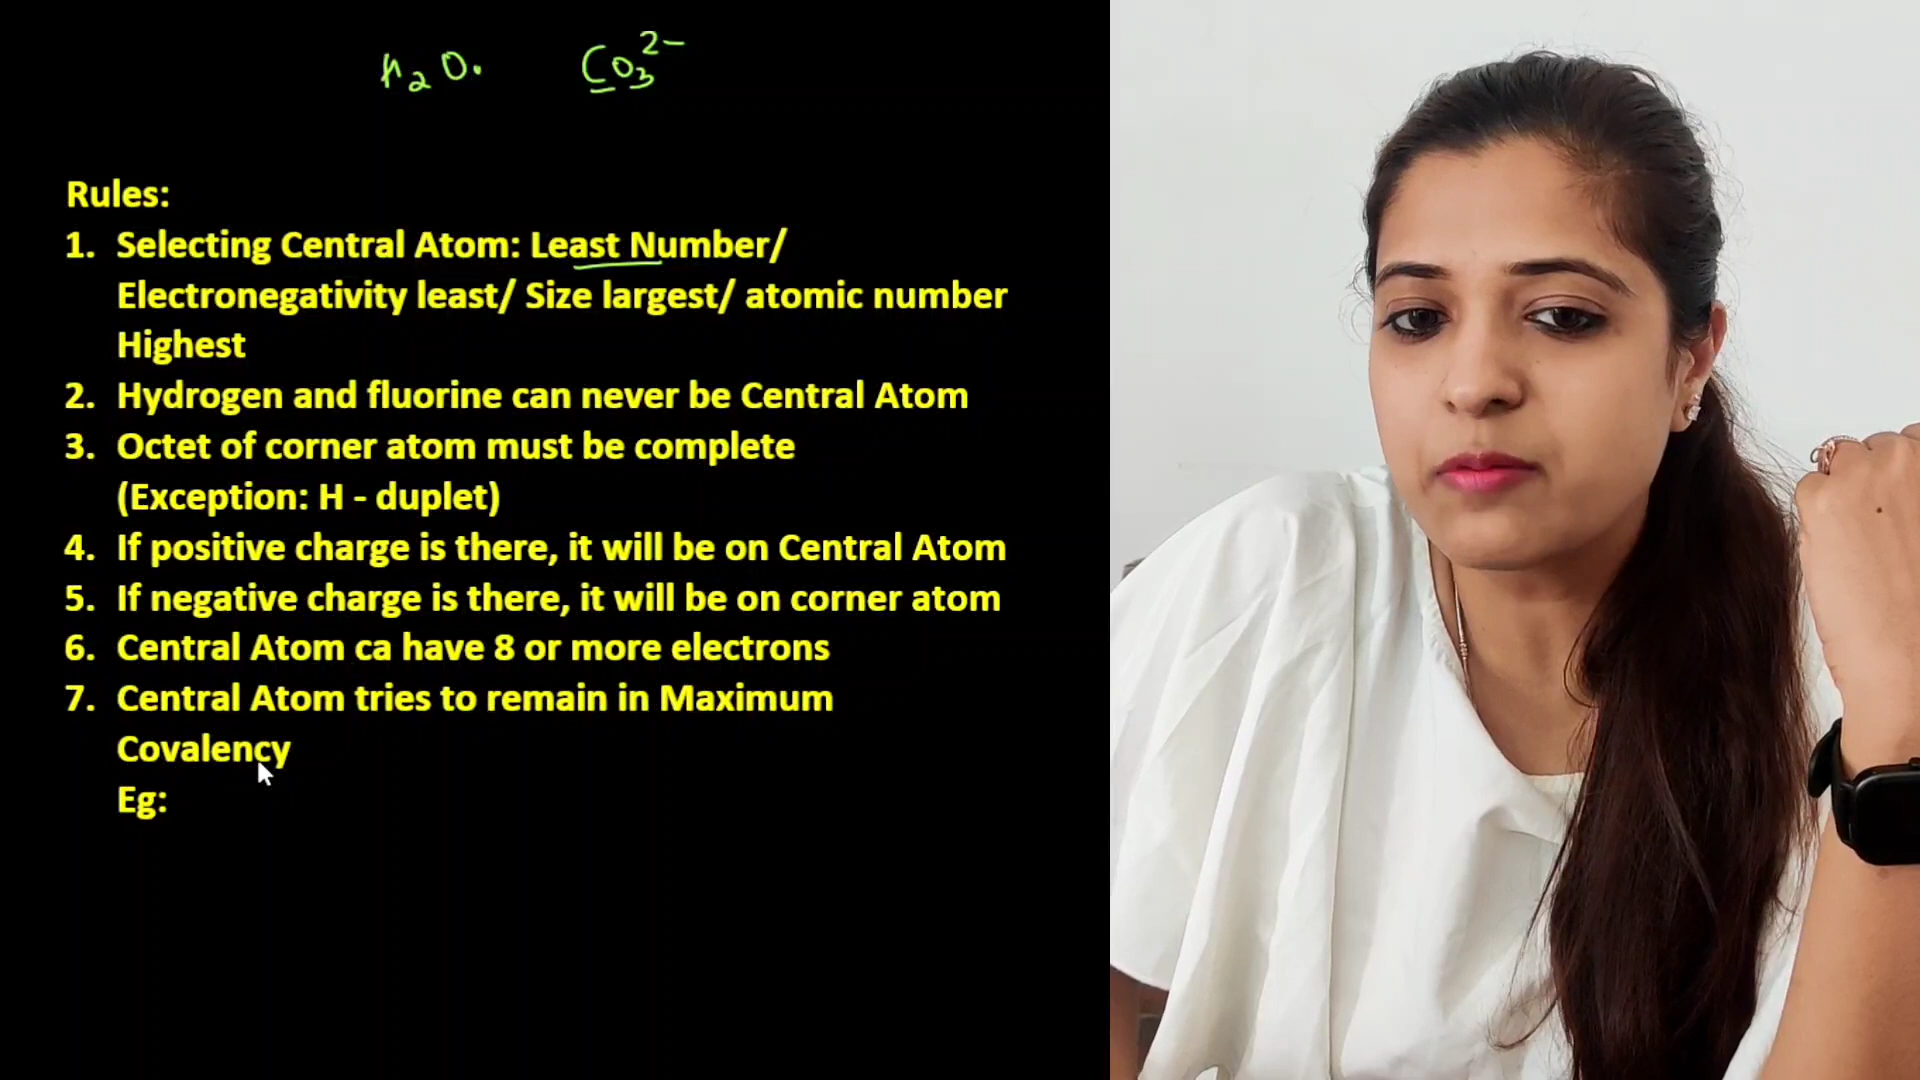 H₂O. CO₃²⁻
Rules:
1. Selecting Central Atom: Least Number/
Electronegativity least/ Size largest/ atomic number
Highest
2. Hydrogen and fluorine can never be Central Atom
3. Octet of corner atom must be complete
(Exception: H - duplet)
4. If positive charge is there, it will be on Central Atom
5. If negative charge is there, it will be on corner atom
6. Central Atom ca have 8 or more electrons
7. Central Atom tries to remain in Maximum
Covalency
Eg: